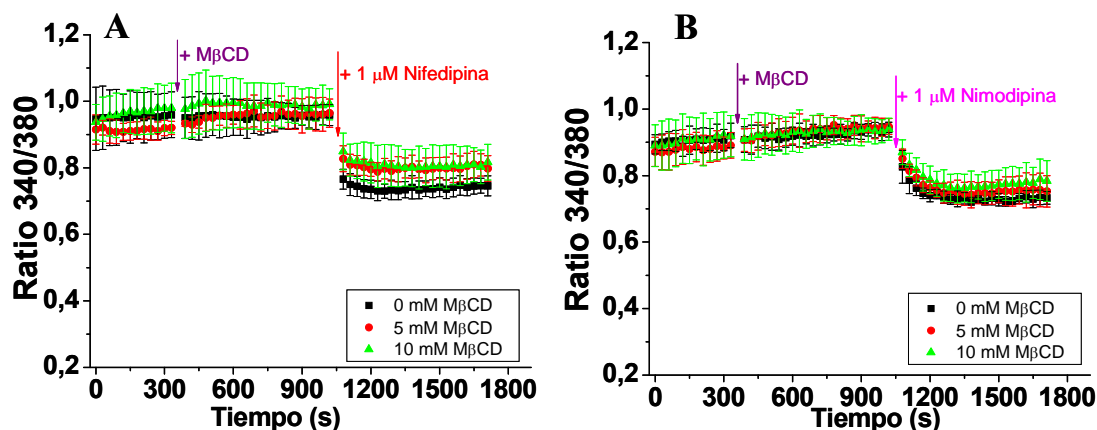 A
+ MβCD
+ 1 μM Nifedipina
Ratio 340/380
1,2
1,0
0,8
0,6
0,4
0,2
0 mM MβCD
5 mM MβCD
10 mM MβCD
0 300 600 900 1200 1500 1800
Tiempo (s)
B
+ MβCD
+ 1 μM Nimodipina
Ratio 340/380
1,2
1,0
0,8
0,6
0,4
0,2
0 mM MβCD
5 mM MβCD
10 mM MβCD
0 300 600 900 1200 1500 1800
Tiempo (s)